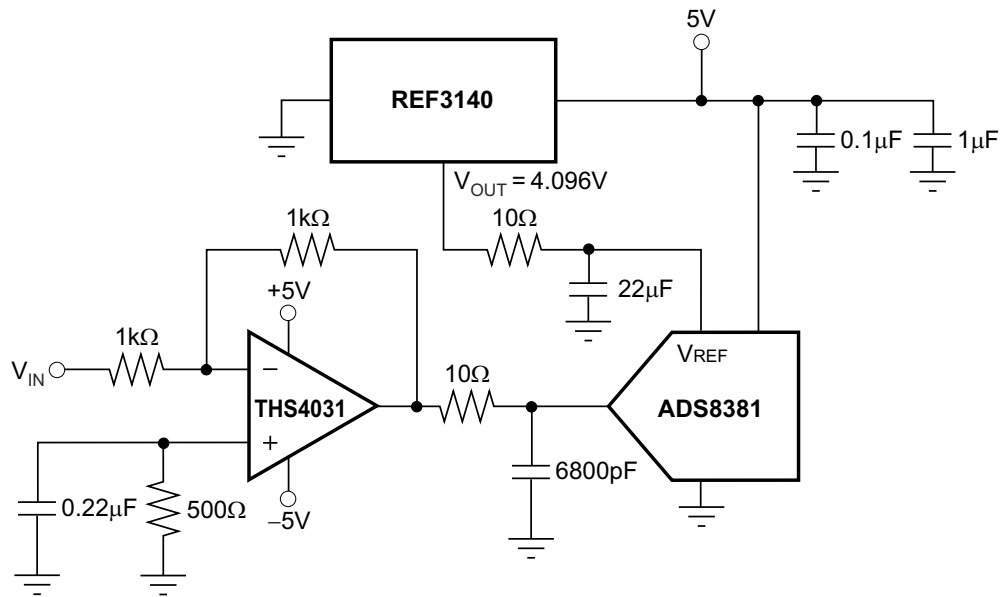 5V
REF3140
0.1μF
1μF
V_OUT = 4.096V
1kΩ
10Ω
+5V
22μF
1kΩ
V_IN
VREF
−
THS4031
10Ω
ADS8381
+
6800pF
0.22μF
500Ω
−5V